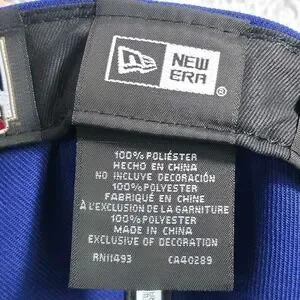 NEW
ERA
®
100% POLIÉSTER
HECHO EN CHINA
NO INCLUYE DECORACIÓN
100% POLYESTER
FABRIQUÉ EN CHINE
À L'EXCLUSION DE LA GARNITURE
100% POLYESTER
MADE IN CHINA
EXCLUSIVE OF DECORATION
RN11493 CA40289